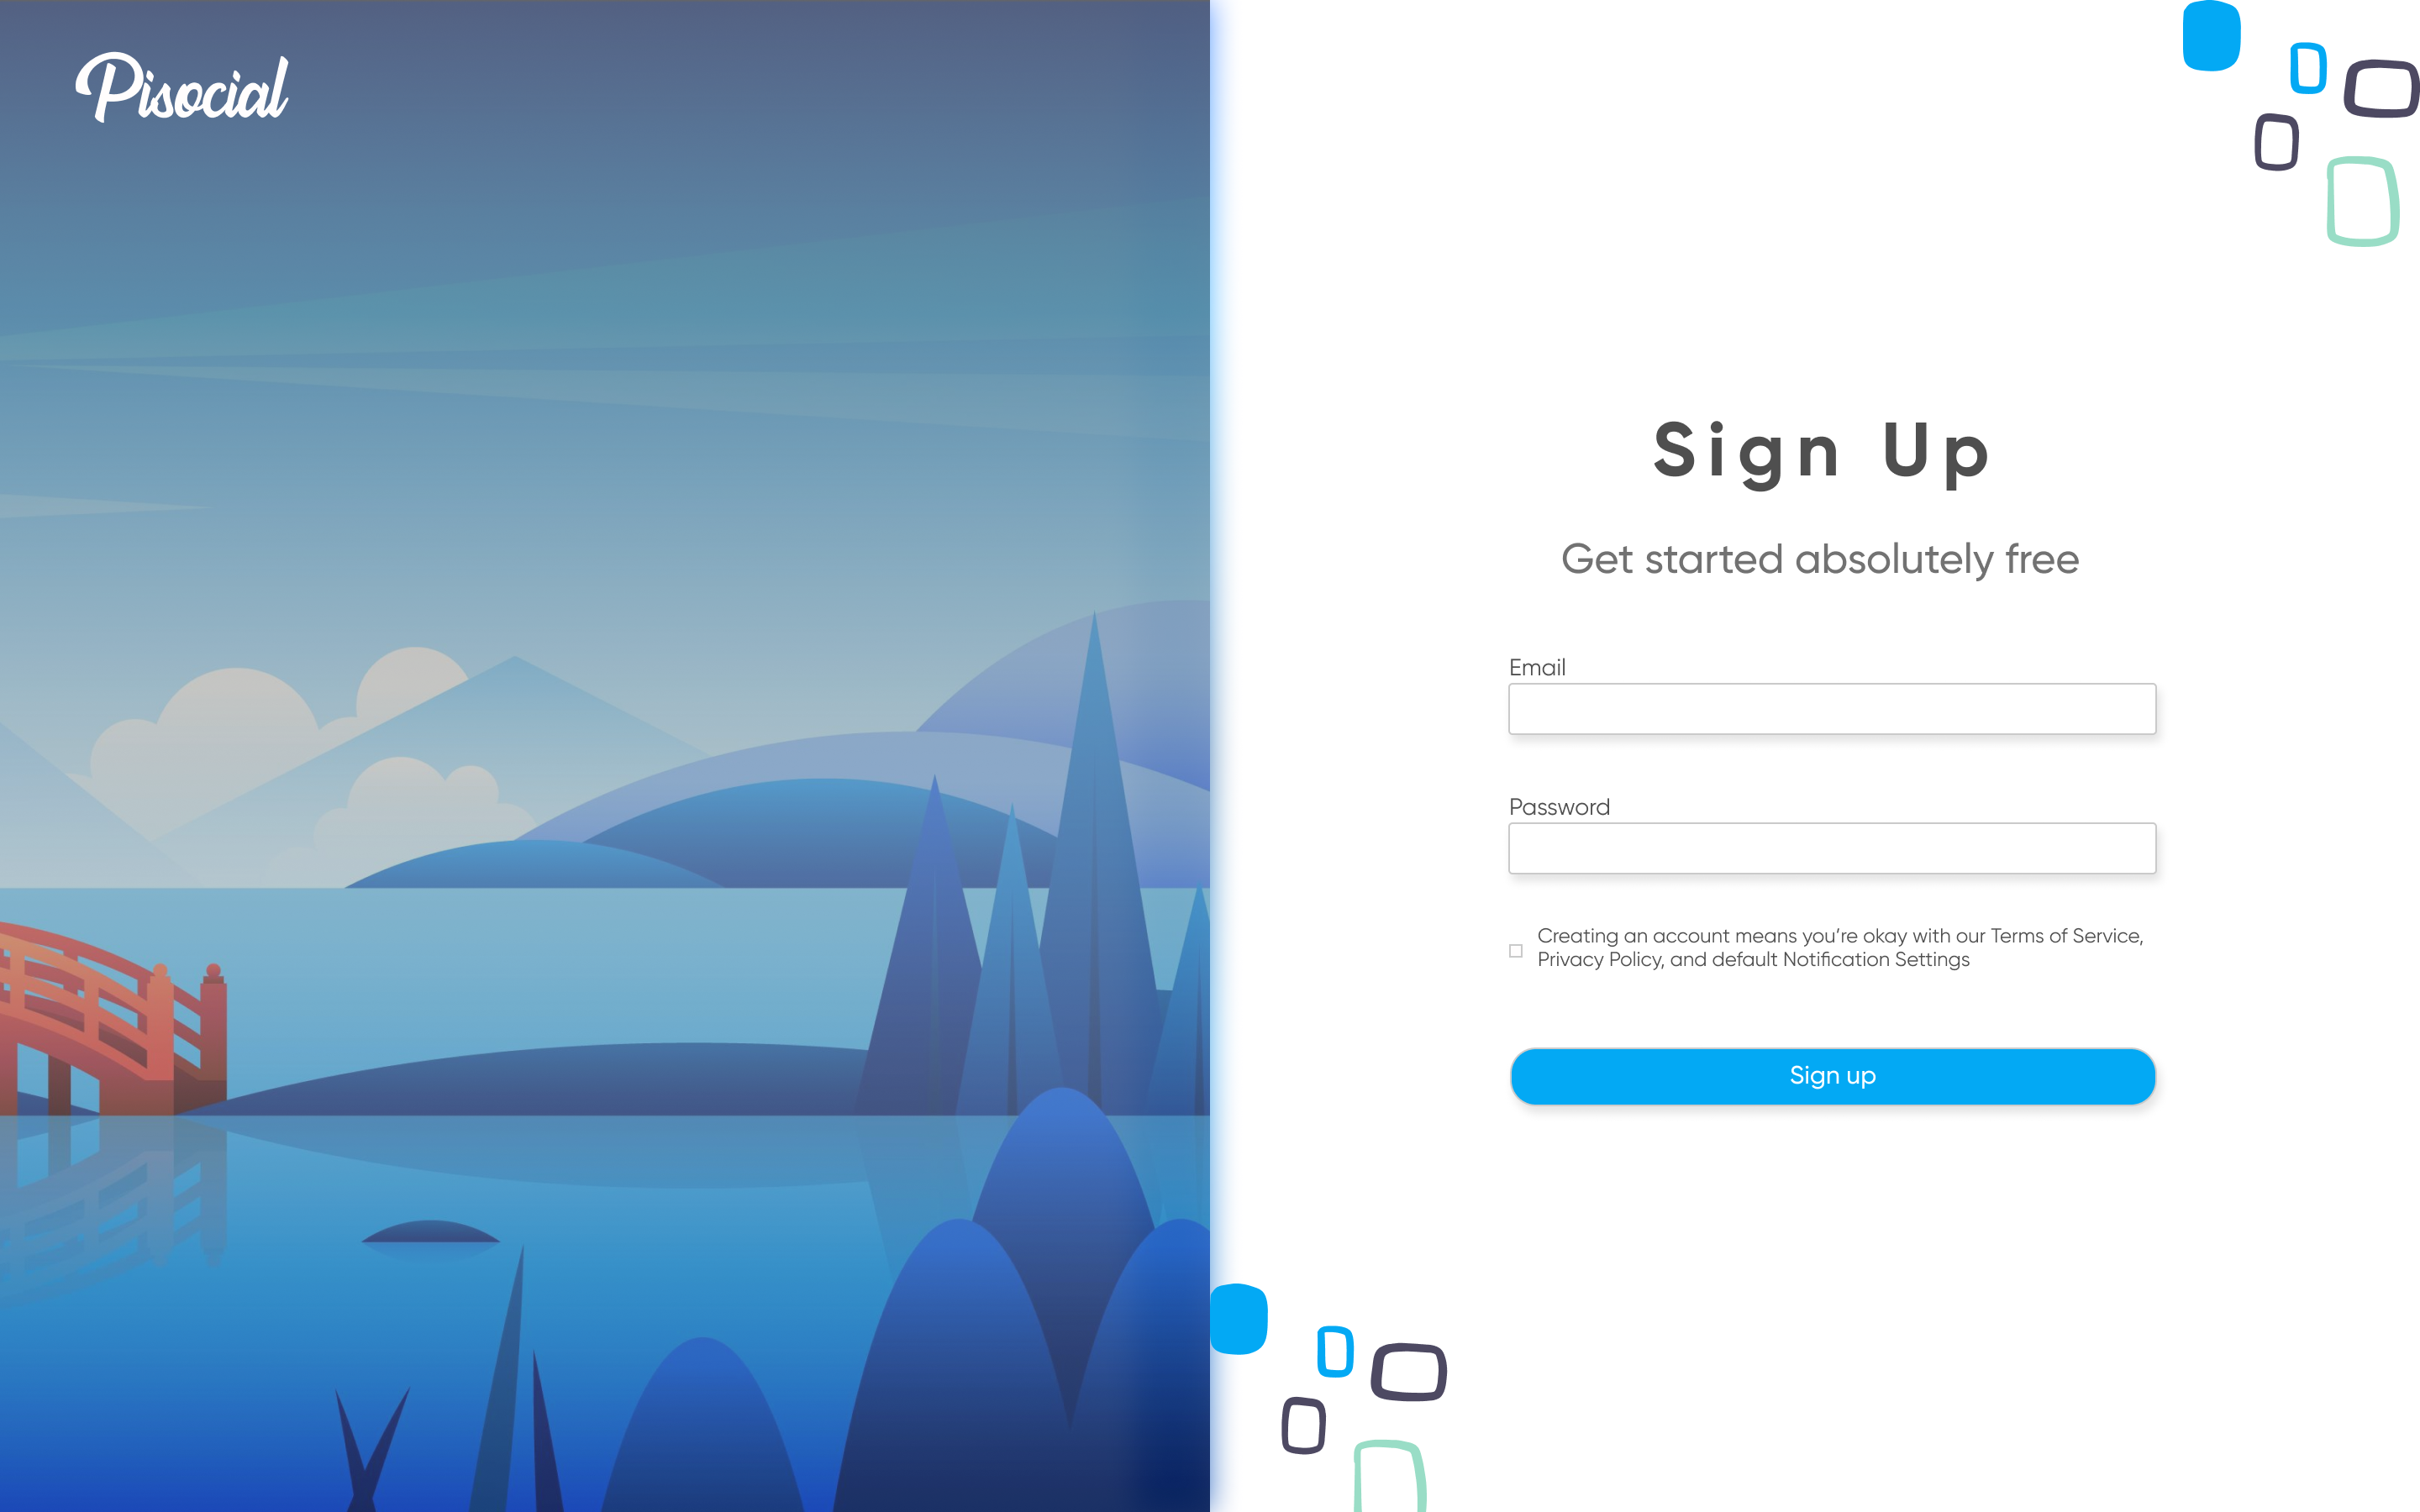 Pisocial
Sign Up
Get started absolutely free
Email
Password
Creating an account means you’re okay with our Terms of Service,
Privacy Policy, and default Notification Settings
Sign up